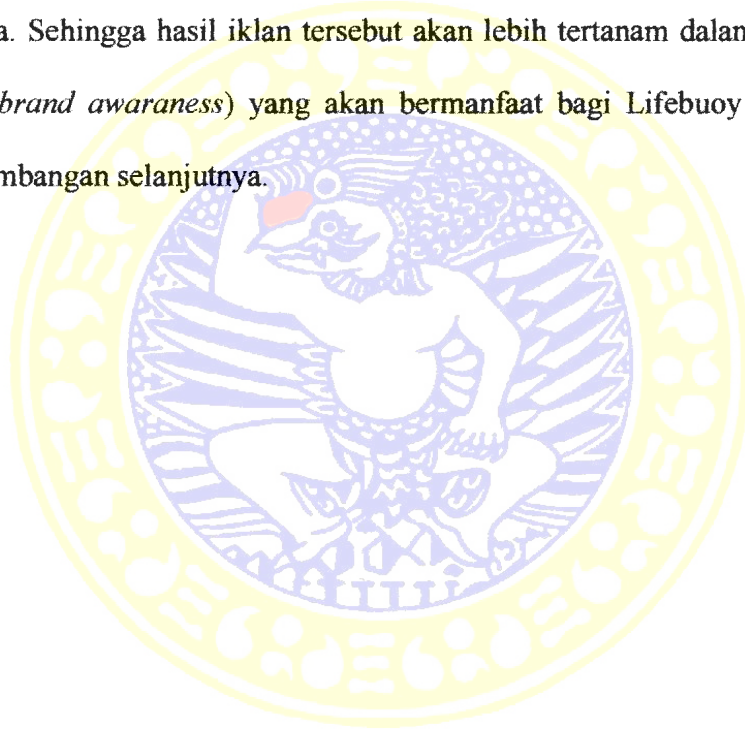 a. Sehingga hasil iklan tersebut akan lebih tertanam dalam
brand awaraness) yang akan bermanfaat bagi Lifebuoy
mbangan selanjutnya.